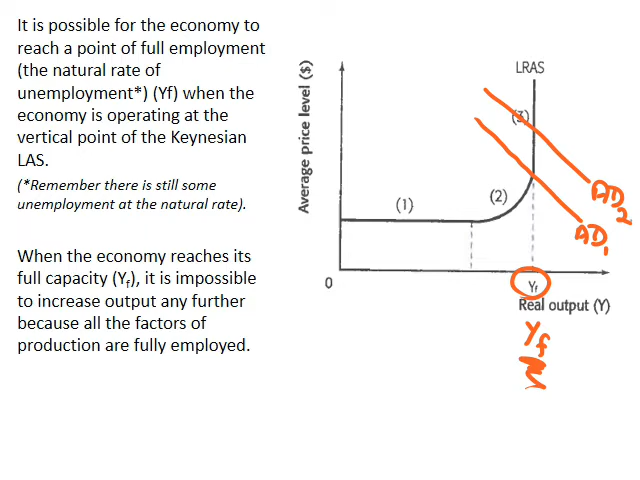 It is possible for the economy to
reach a point of full employment
(the natural rate of
unemployment*) (Yf) when the
economy is operating at the
vertical point of the Keynesian
LAS.
(*Remember there is still some
unemployment at the natural rate).
When the economy reaches its
full capacity (Yf), it is impossible
to increase output any further
because all the factors of
production are fully employed.
Average price level ($)
LRAS
(3)
(2)
(1)
AD2
AD1
0
Yf
Real output (Y)
Yf